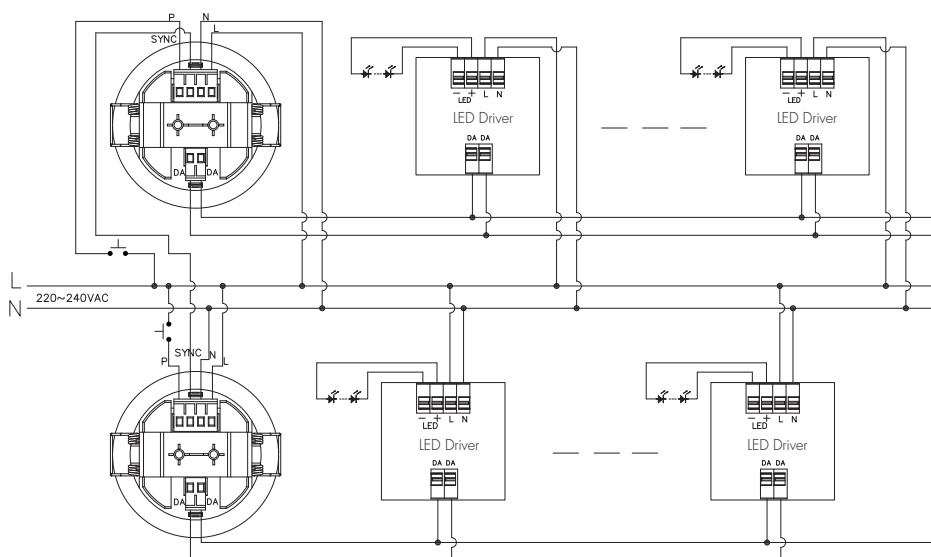 P N
SYNC L
DA DA
− + L N
LED
LED Driver
DA DA
− + L N
LED
LED Driver
DA DA
L
N 220~240VAC
SYNC N
P L
DA DA
− + L N
LED
LED Driver
DA DA
− + L N
LED
LED Driver
DA DA